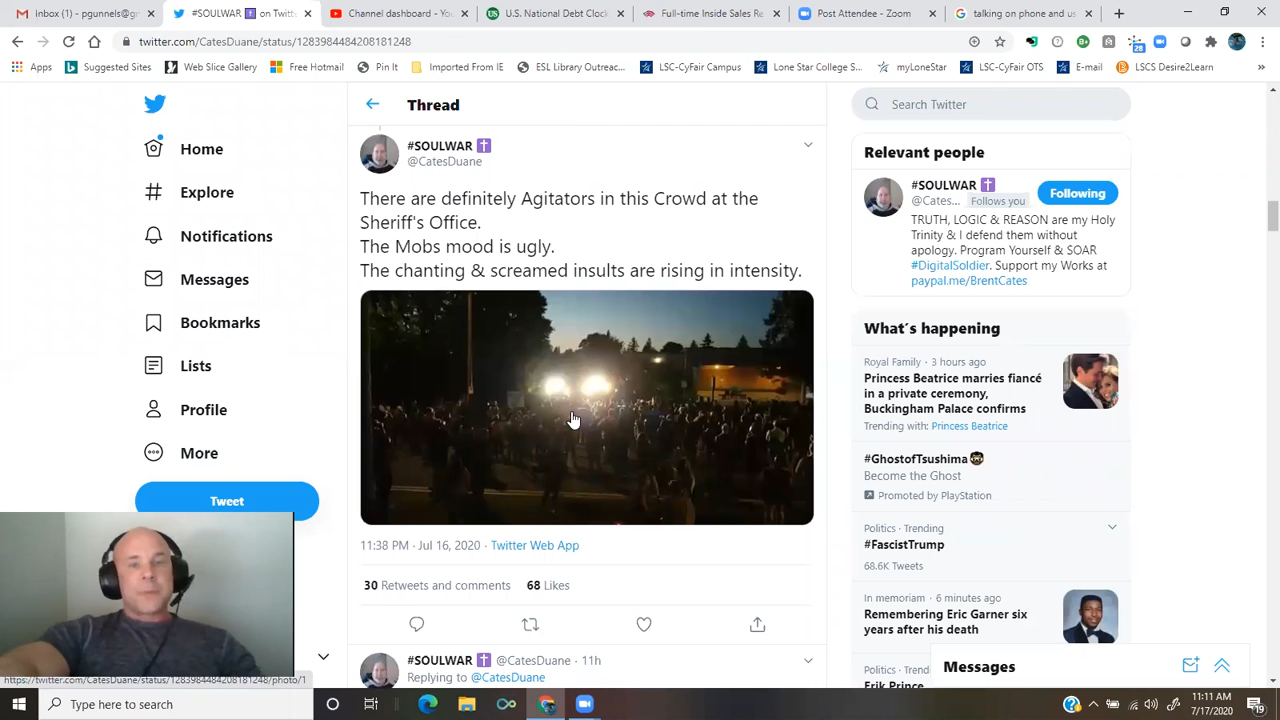 Inbox (1) - pgunnels@gr
#SOULWAR on Twitt
Channel dashboard - Yo
U.S. National Debt Clock
Full-time Inside Sales Re
Post Attendee - Zoom
talking on phone and us
twitter.com/CatesDuane/status/1283984484208181248
28
Apps
Suggested Sites
Web Slice Gallery
Free Hotmail
Pin It
Imported From IE
ESL Library Outreac...
LSC-CyFair Campus
Lone Star College S...
myLoneStar
LSC-CyFair OTS
E-mail
LSCS Desire2Learn
Home
Explore
Notifications
Messages
Bookmarks
Lists
Profile
More
Tweet
Thread
#SOULWAR
@CatesDuane
There are definitely Agitators in this Crowd at the
Sheriff's Office.
The Mobs mood is ugly.
The chanting & screamed insults are rising in intensity.
11:38 PM · Jul 16, 2020 · Twitter Web App
30 Retweets and comments 68 Likes
#SOULWAR @CatesDuane · 11h
Replying to @CatesDuane
Search Twitter
Relevant people
#SOULWAR
@Cates... Follows you
Following
TRUTH, LOGIC & REASON are my Holy
Trinity & I defend them without
apology. Program Yourself & SOAR
#DigitalSoldier. Support my Works at
paypal.me/BrentCates
What's happening
Royal Family · 3 hours ago
Princess Beatrice marries fiancé
in a private ceremony,
Buckingham Palace confirms
Trending with: Princess Beatrice
#GhostofTsushima
Become the Ghost
Promoted by PlayStation
Politics · Trending
#FascistTrump
68.6K Tweets
In memoriam · 6 minutes ago
Remembering Eric Garner six
years after his death
Politics · Trend
Erik Prince
Messages
https://twitter.com/CatesDuane/status/1283984484208181248/photo/1
Type here to search
11:11 AM
7/17/2020
19